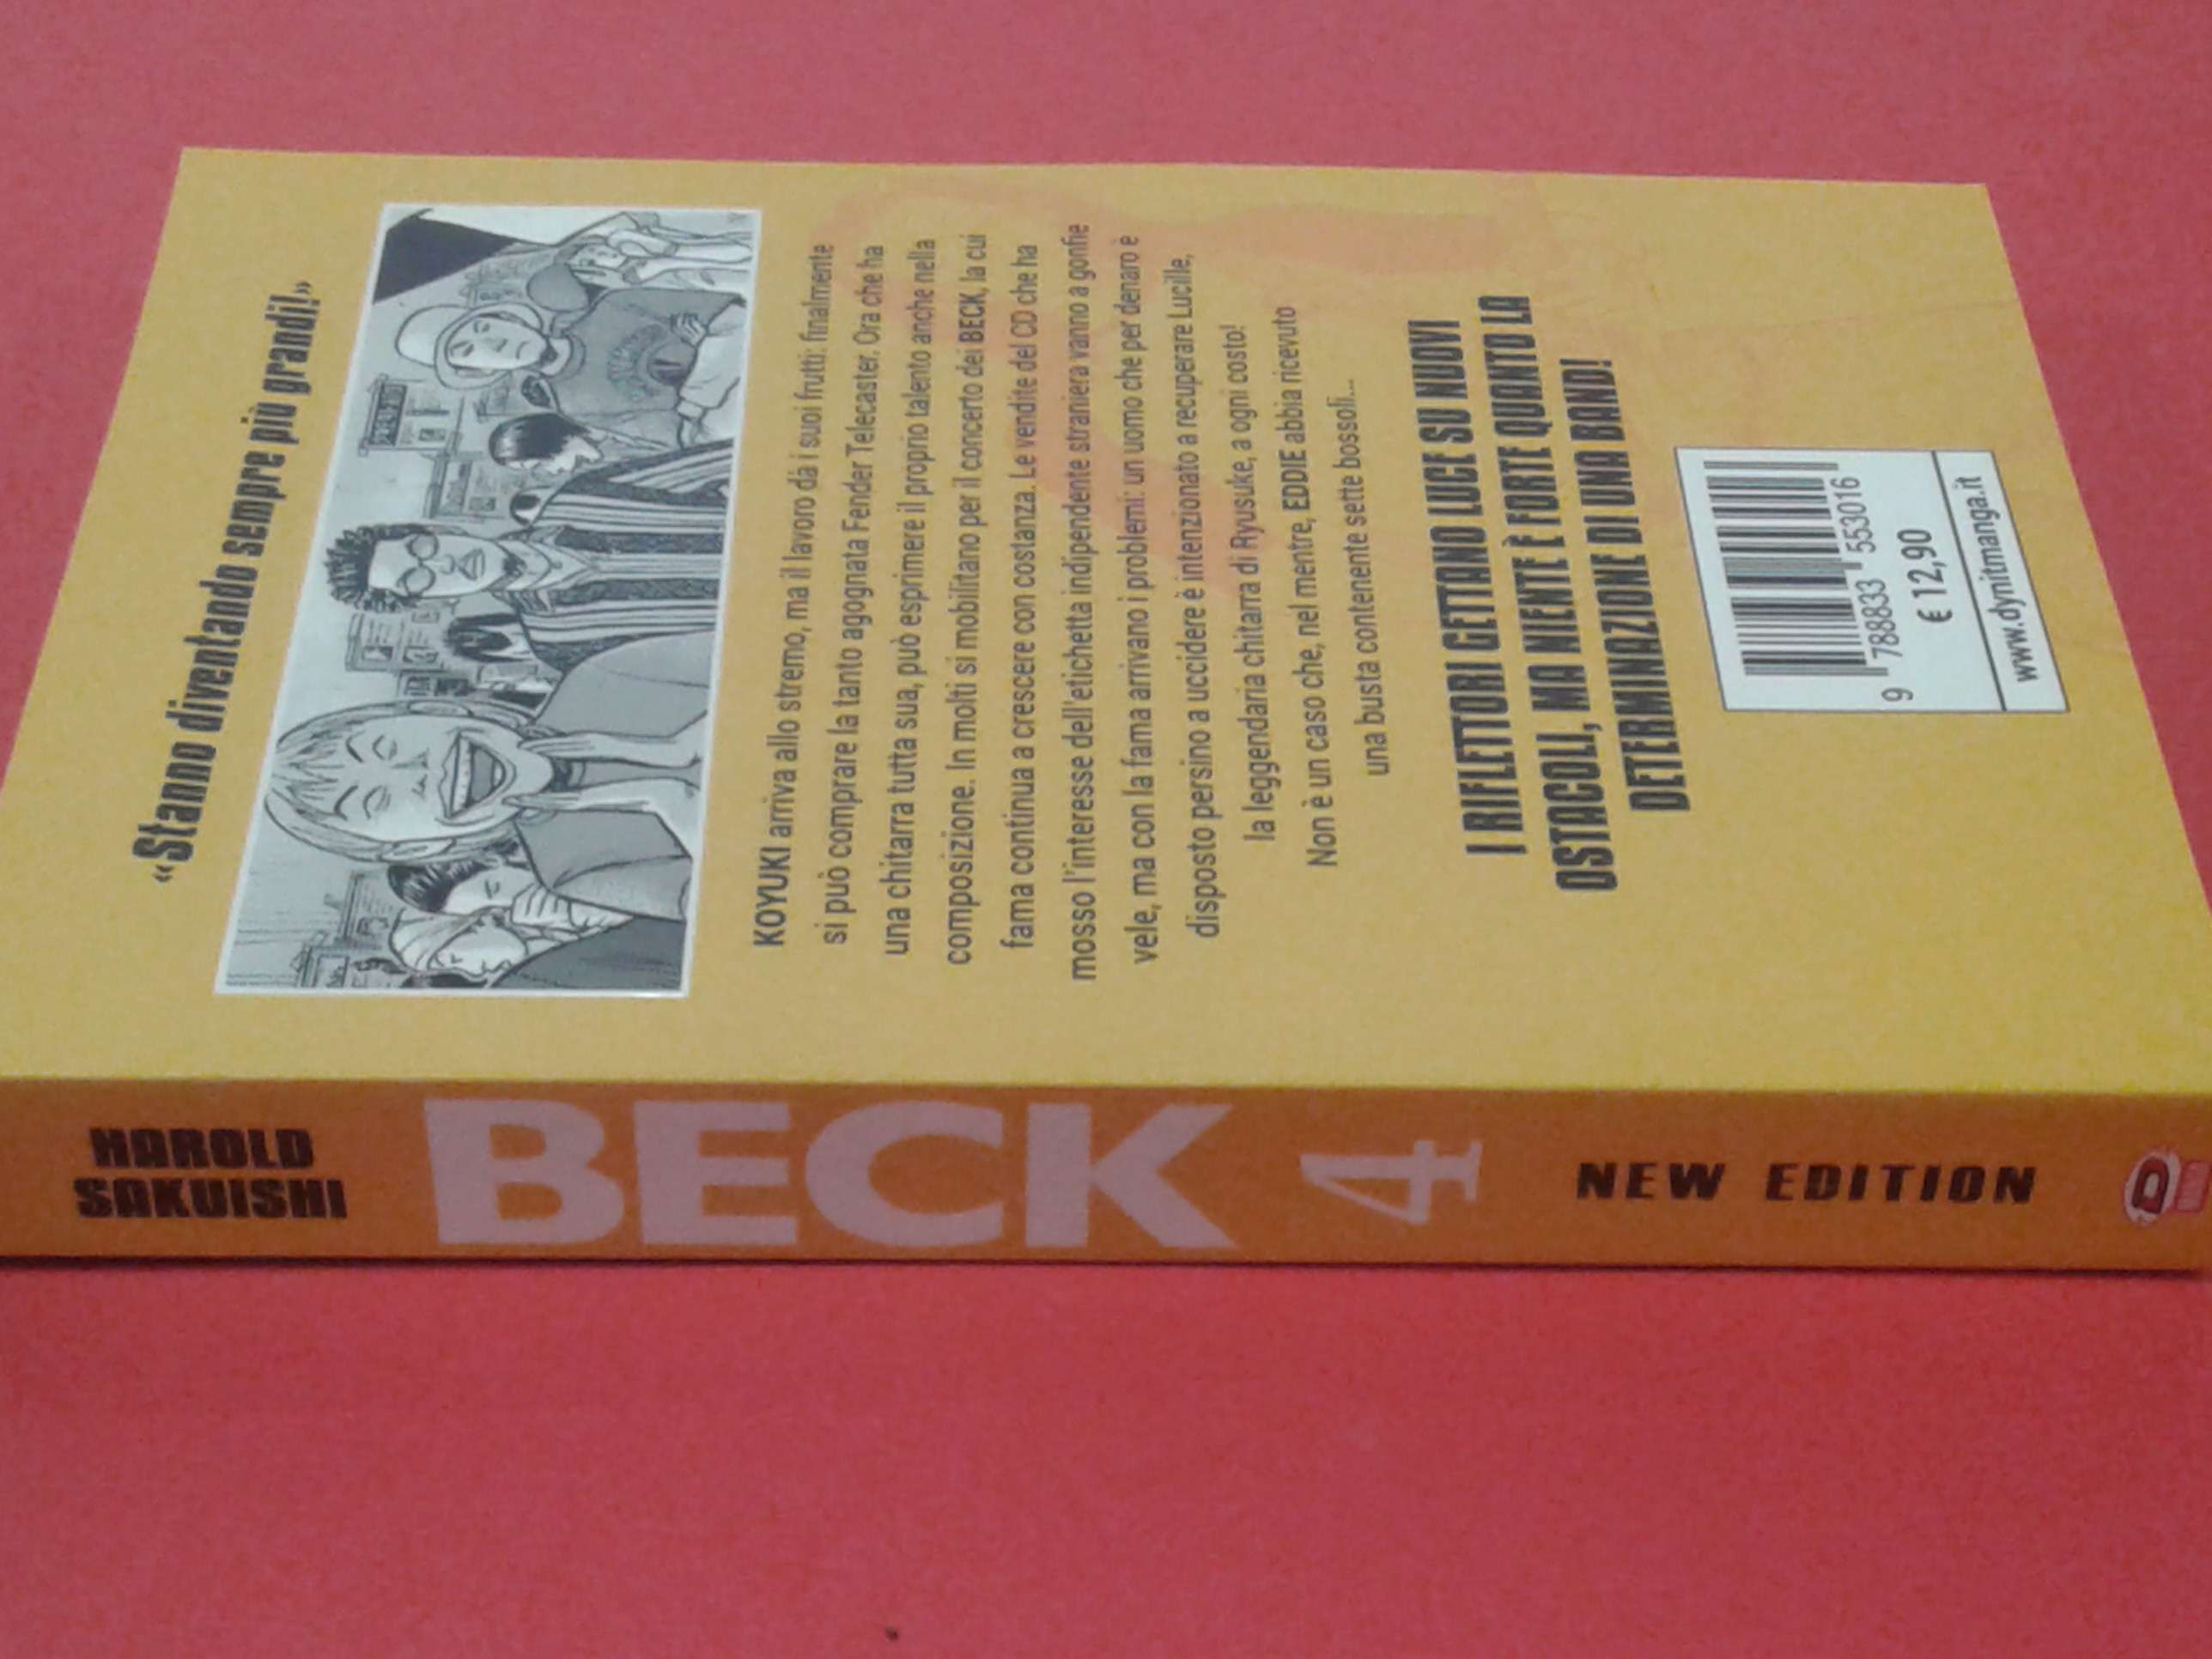 «Stanno diventando sempre più grandi!»
KOYUKI arriva allo stremo, ma il lavoro dà i suoi frutti: finalmente
si può comprare la tanto agognata Fender Telecaster. Ora che ha
una chitarra tutta sua, può esprimere il proprio talento anche nella
composizione. In molti si mobilitano per il concerto dei BECK, la cui
fama continua a crescere con costanza. Le vendite del CD che ha
mosso l'interesse dell'etichetta indipendente straniera vanno a gonfie
vele, ma con la fama arrivano i problemi: un uomo che per denaro è
disposto persino a uccidere è intenzionato a recuperare Lucille,
la leggendaria chitarra di Ryusuke, a ogni costo!
Non è un caso che, nel mentre, EDDIE abbia ricevuto
una busta contenente sette bossoli...
I RIFLETTORI GETTANO LUCE SU NUOVI
OSTACOLI, MA NIENTE È FORTE QUANTO LA
DETERMINAZIONE DI UNA BAND!
9 788833 553016
€ 12,90
www.dynitmanga.it
HAROLD
SAKUISHI
BECK
4
NEW EDITION